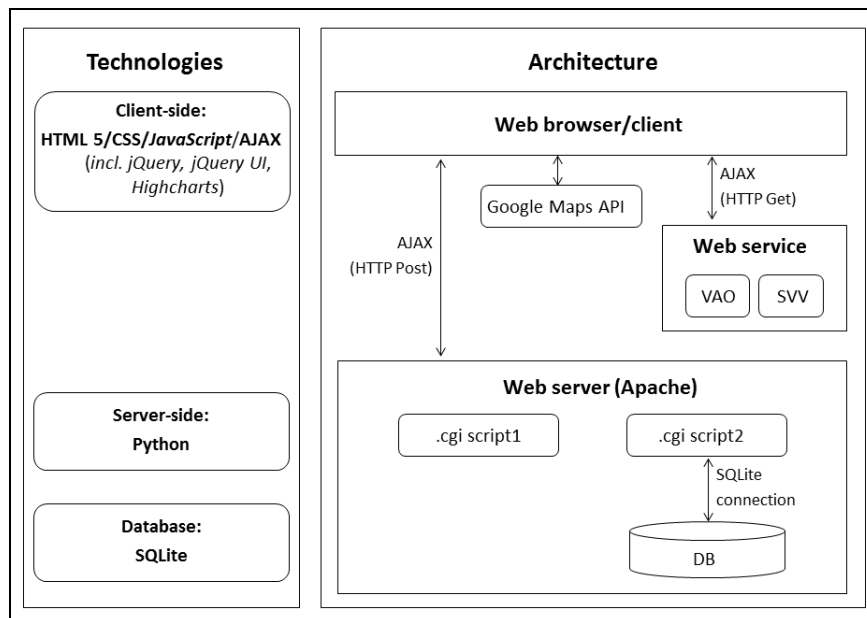 Technologies
Client-side:
HTML 5/CSS/JavaScript/AJAX
(incl. jQuery, jQuery UI,
Highcharts)
Server-side:
Python
Database:
SQLite
Architecture
Web browser/client
AJAX
(HTTP Post)
Google Maps API
AJAX
(HTTP Get)
Web service
VAO
SVV
Web server (Apache)
.cgi script1
.cgi script2
SQLite
connection
DB